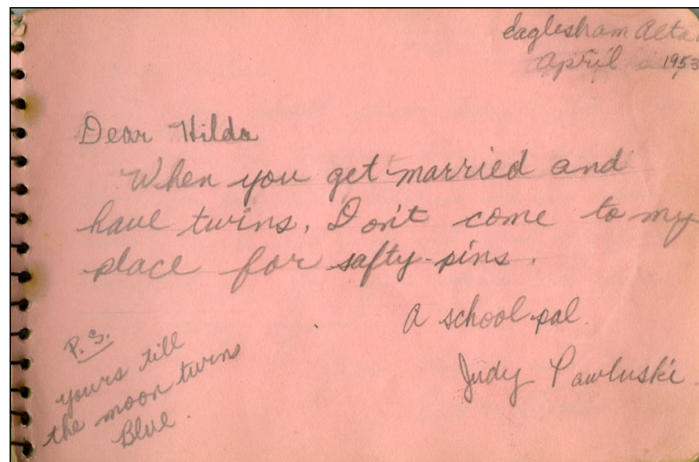 Eaglesham Alta.
April 1953
Dear Hilda
When you get married and
have twins, Don't come to my
place for safty-pins.
A school pal.
Judy Pawluski
P.S.
yours till
the moon twins
Blue.